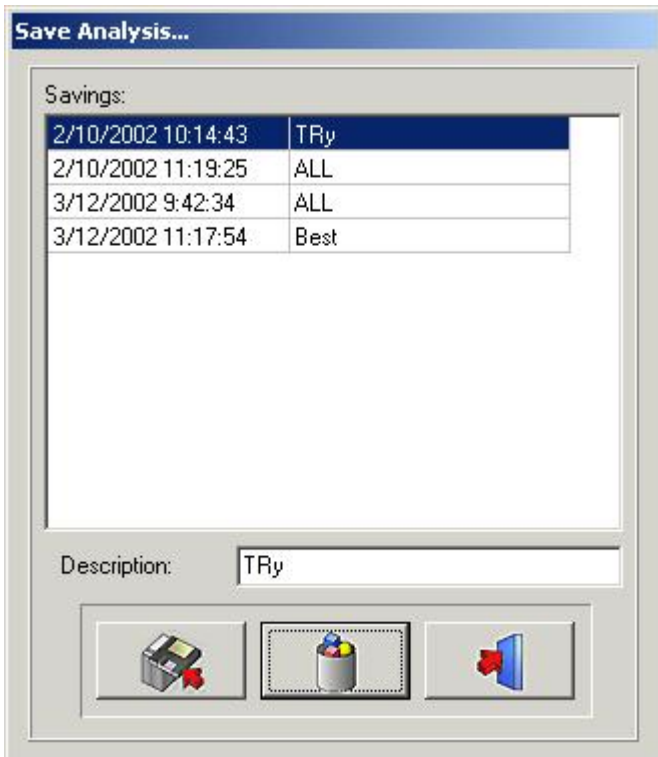 Save Analysis...
Savings:
2/10/2002 10:14:43 TRy
2/10/2002 11:19:25 ALL
3/12/2002 9:42:34 ALL
3/12/2002 11:17:54 Best
Description: TRy